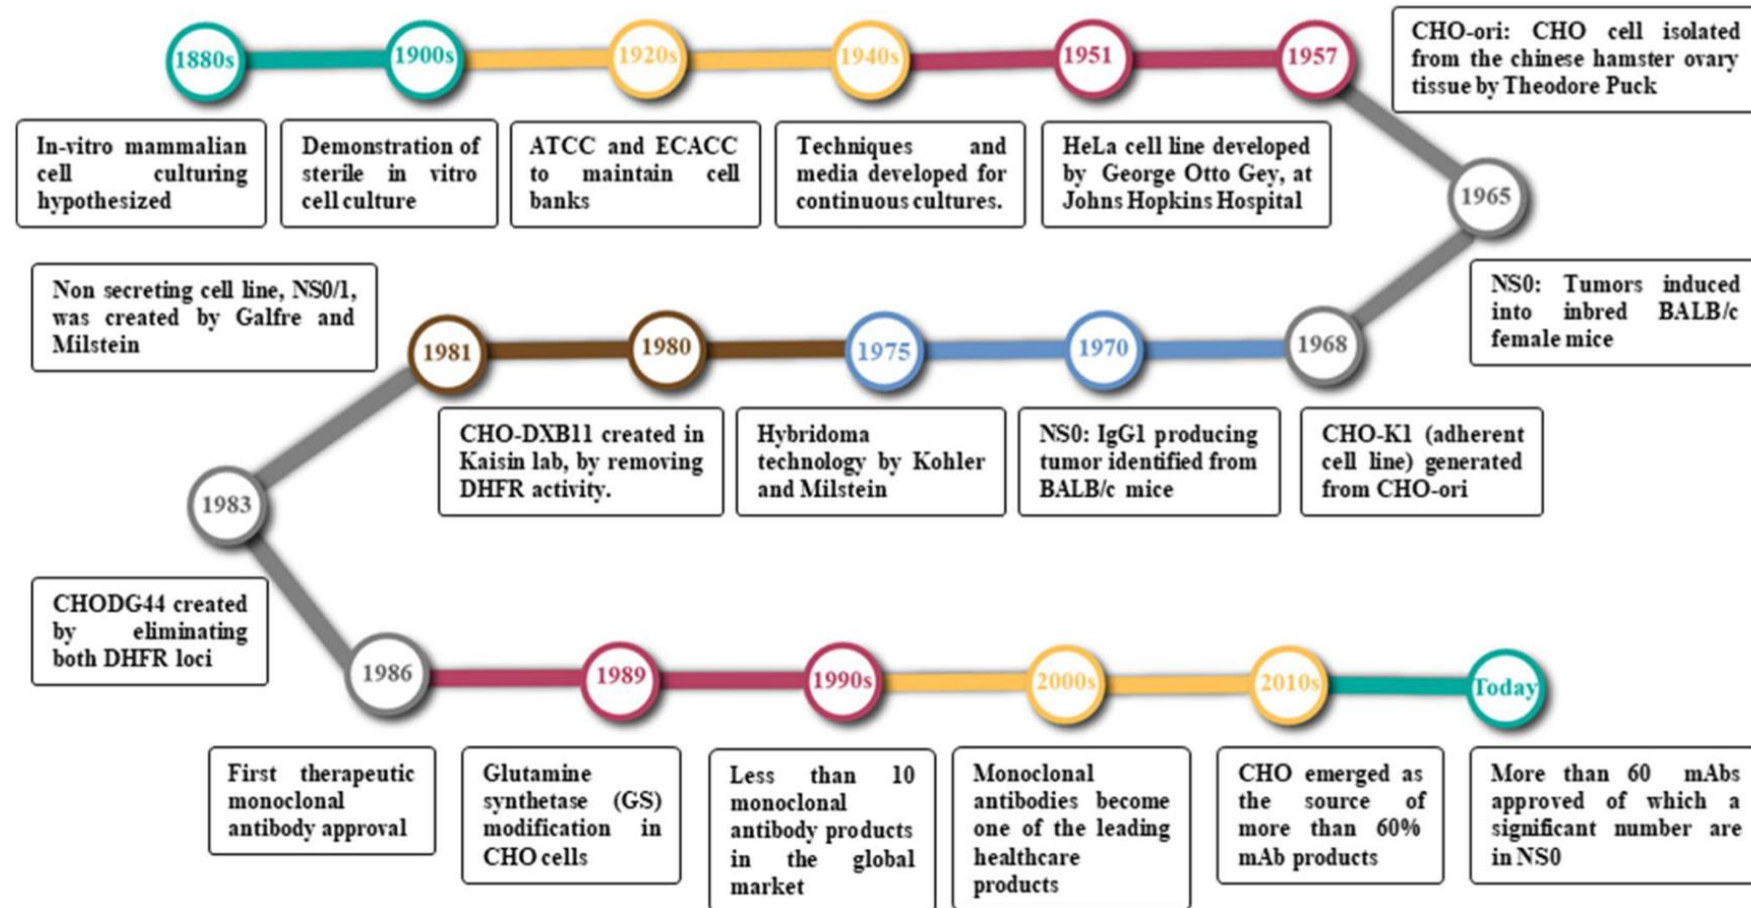 1880s
1900s
1920s
1940s
1951
1957
CHO-ori: CHO cell isolated
from the chinese hamster ovary
tissue by Theodore Puck
In-vitro mammalian
cell culturing
hypothesized
Demonstration of
sterile in vitro
cell culture
ATCC and ECACC
to maintain cell
banks
Techniques and
media developed for
continuous cultures.
HeLa cell line developed
by George Otto Gey, at
Johns Hopkins Hospital
1965
NS0: Tumors induced
into inbred BALB/c
female mice
Non secreting cell line, NS0/1,
was created by Galfre and
Milstein
1981
1980
1975
1970
1968
CHO-DXB11 created in
Kaisin lab, by removing
DHFR activity.
Hybridoma
technology by Kohler
and Milstein
NS0: IgG1 producing
tumor identified from
BALB/c mice
CHO-K1 (adherent
cell line) generated
from CHO-ori
1983
CHODG44 created
by eliminating
both DHFR loci
1986
1989
1990s
2000s
2010s
Today
First therapeutic
monoclonal
antibody approval
Glutamine
synthetase (GS)
modification in
CHO cells
Less than 10
monoclonal
antibody products
in the global
market
Monoclonal
antibodies become
one of the leading
healthcare
products
CHO emerged as
the source of
more than 60%
mAb products
More than 60 mAbs
approved of which a
significant number are
in NS0